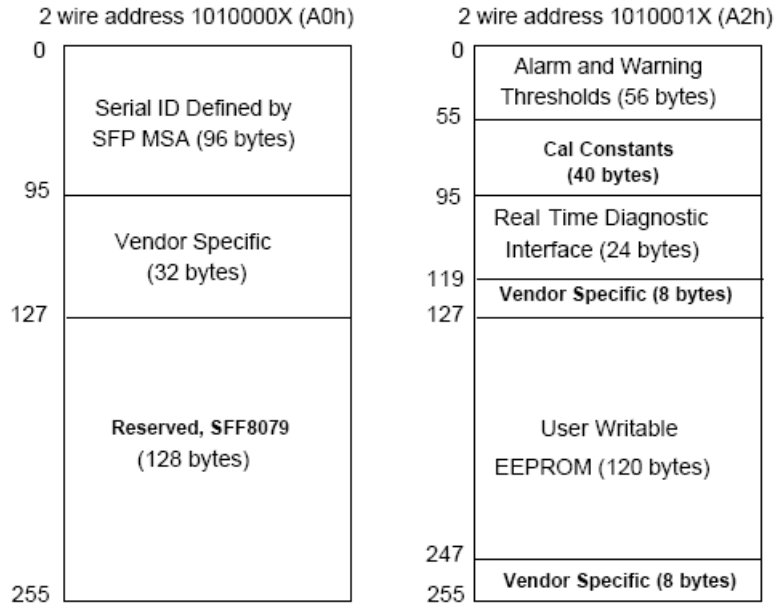 2 wire address 1010000X (A0h)
0
Serial ID Defined by
SFP MSA (96 bytes)
95
Vendor Specific
(32 bytes)
127
Reserved, SFF8079
(128 bytes)
255
2 wire address 1010001X (A2h)
0
Alarm and Warning
Thresholds (56 bytes)
55
Cal Constants
(40 bytes)
95
Real Time Diagnostic
Interface (24 bytes)
119
Vendor Specific (8 bytes)
127
User Writable
EEPROM (120 bytes)
247
Vendor Specific (8 bytes)
255